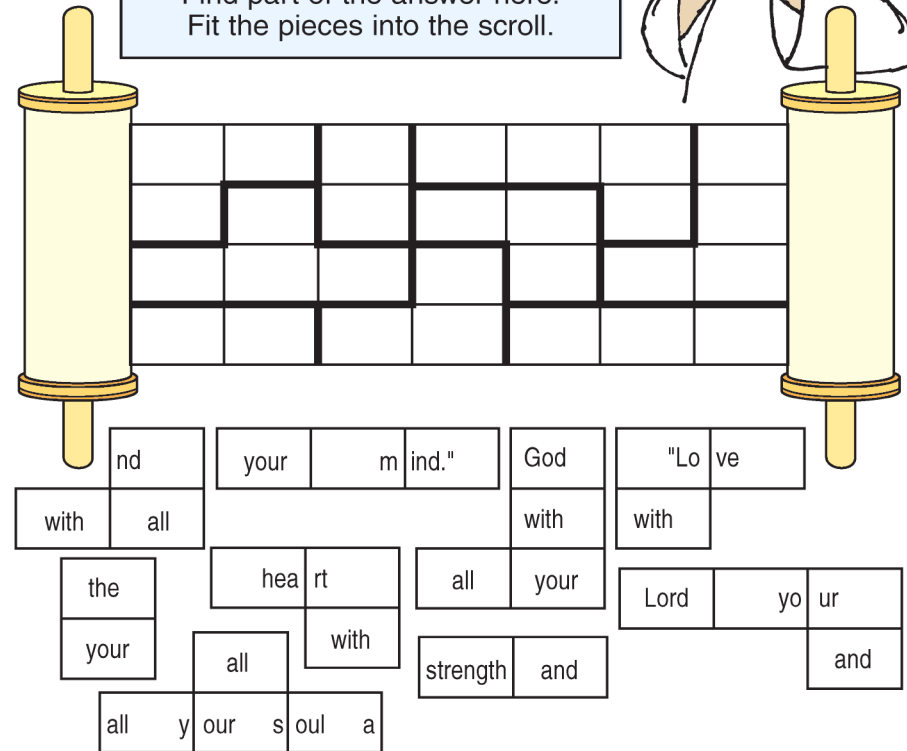 Find part of the answer here.
Fit the pieces into the scroll.
nd
with all
your m ind."
God
with
all your
"Lo ve
with
the
your
hea rt
with
strength and
Lord yo ur
and
all
all y our s oul a